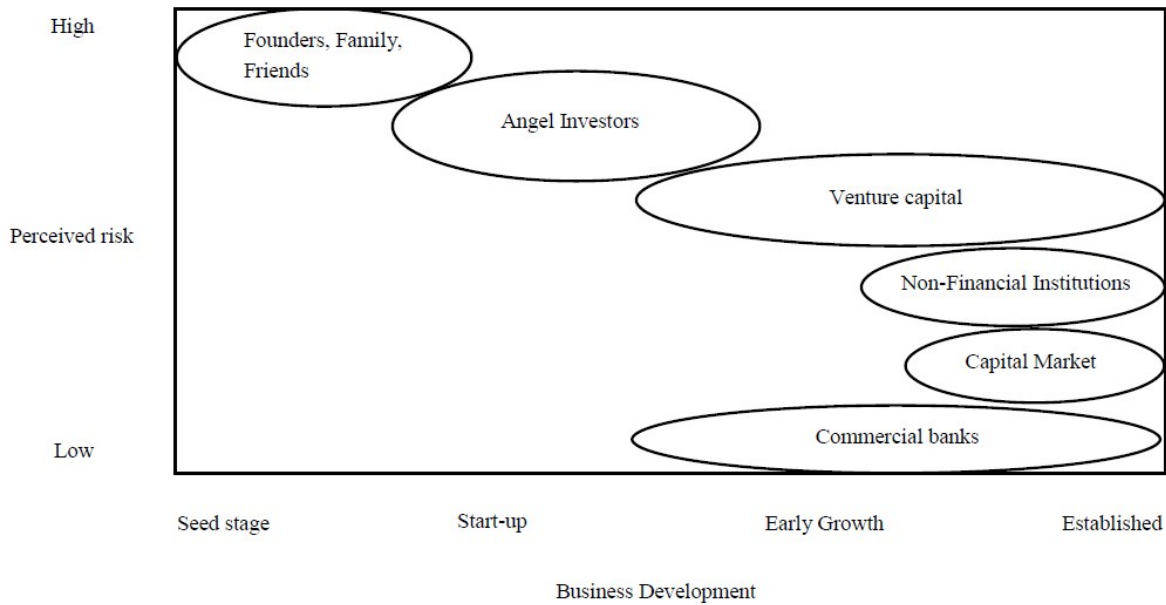 High
Founders, Family,
Friends
Angel Investors
Venture capital
Perceived risk
Non-Financial Institutions
Capital Market
Commercial banks
Low
Seed stage
Start-up
Early Growth
Established
Business Development